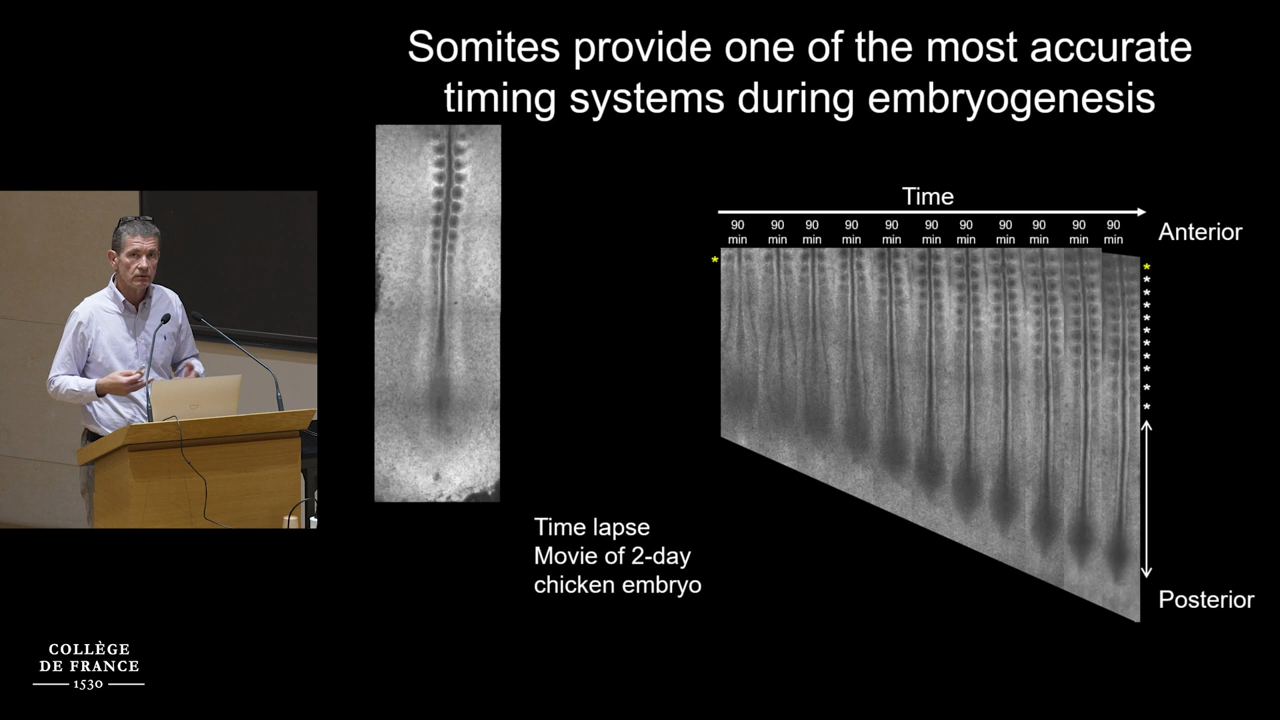 Somites provide one of the most accurate
timing systems during embryogenesis
Time
90 90 90 90 90 90 90 90 90 90 90
min min min min min min min min min min min
Anterior
*
*
*
*
*
*
*
*
*
*
*
*
Time lapse
Movie of 2-day
chicken embryo
Posterior
COLLÈGE
DE FRANCE
1530